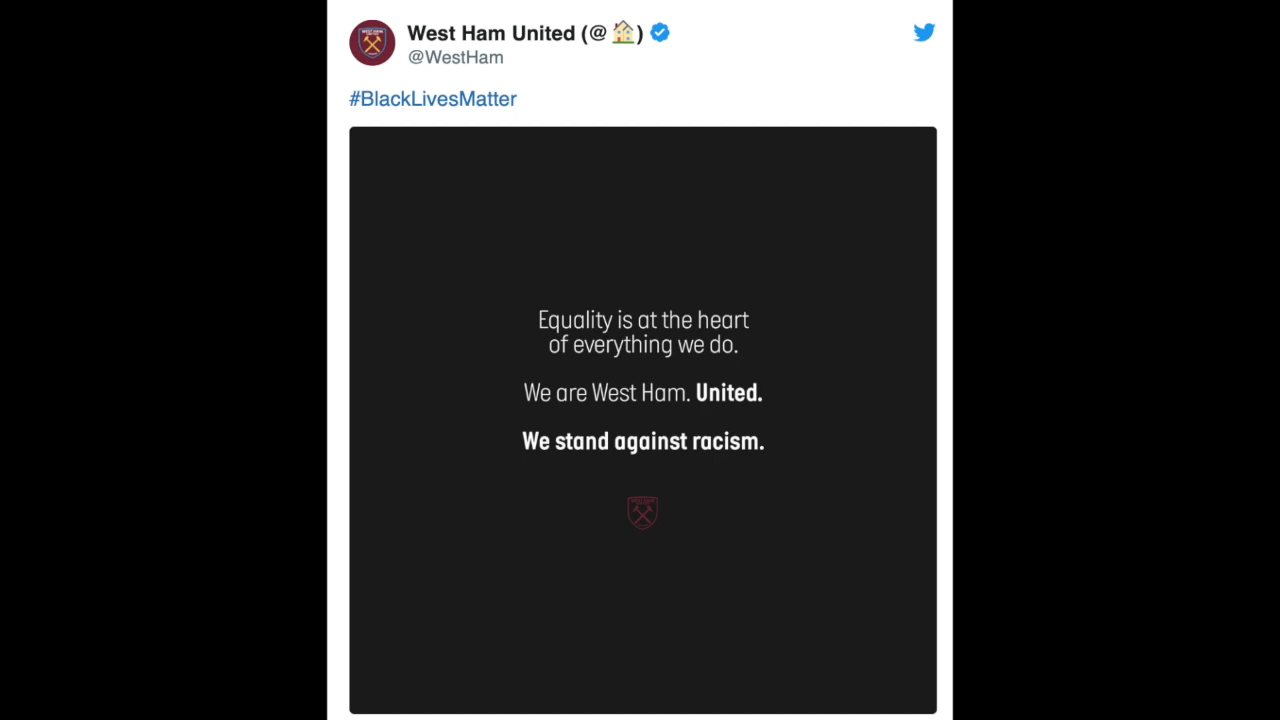 West Ham United (@🏠)
@WestHam
#BlackLivesMatter
Equality is at the heart
of everything we do.
We are West Ham. United.
We stand against racism.